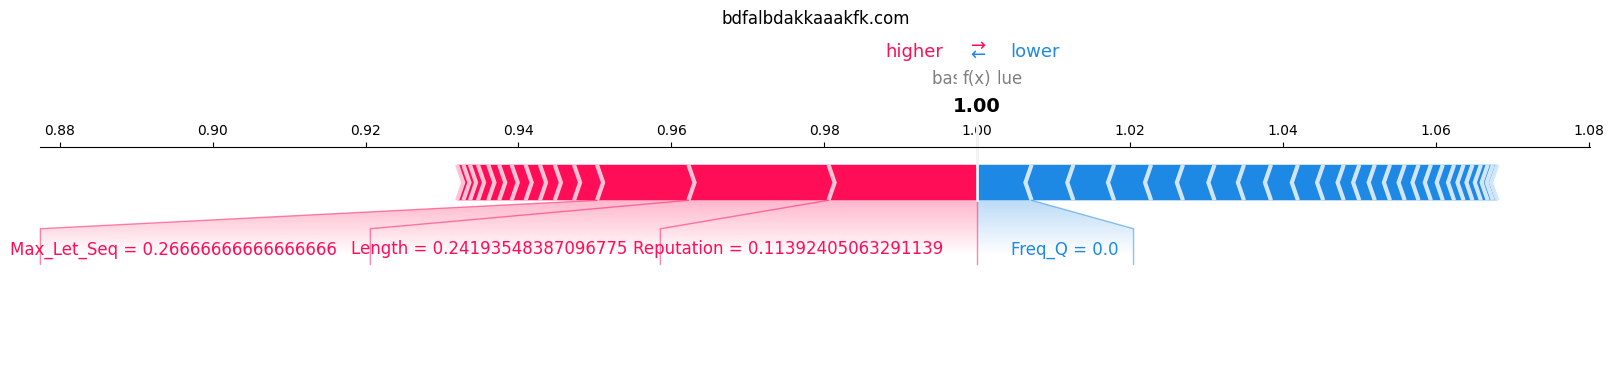 bdfalbdakkaaakfk.com
higher → ← lower
f(x)
1.00
0.88 0.90 0.92 0.94 0.96 0.98 1.00 1.02 1.04 1.06 1.08
Max_Let_Seq = 0.26666666666666666 Length = 0.24193548387096775 Reputation = 0.11392405063291139 Freq_Q = 0.0